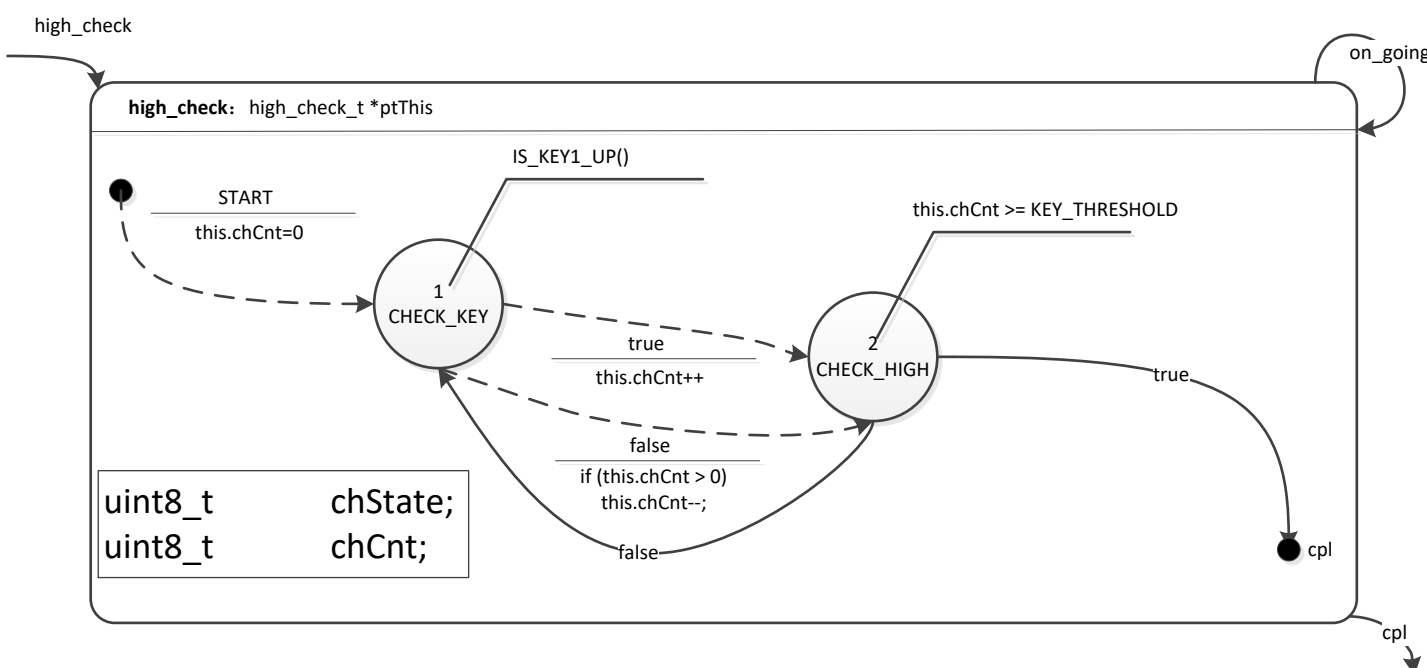 high_check
on_going
high_check：high_check_t *ptThis
IS_KEY1_UP()
START
this.chCnt=0
this.chCnt >= KEY_THRESHOLD
1
CHECK_KEY
true
this.chCnt++
2
CHECK_HIGH
true
false
if (this.chCnt > 0)
this.chCnt--;
uint8_t chState;
uint8_t chCnt;
false
cpl
cpl